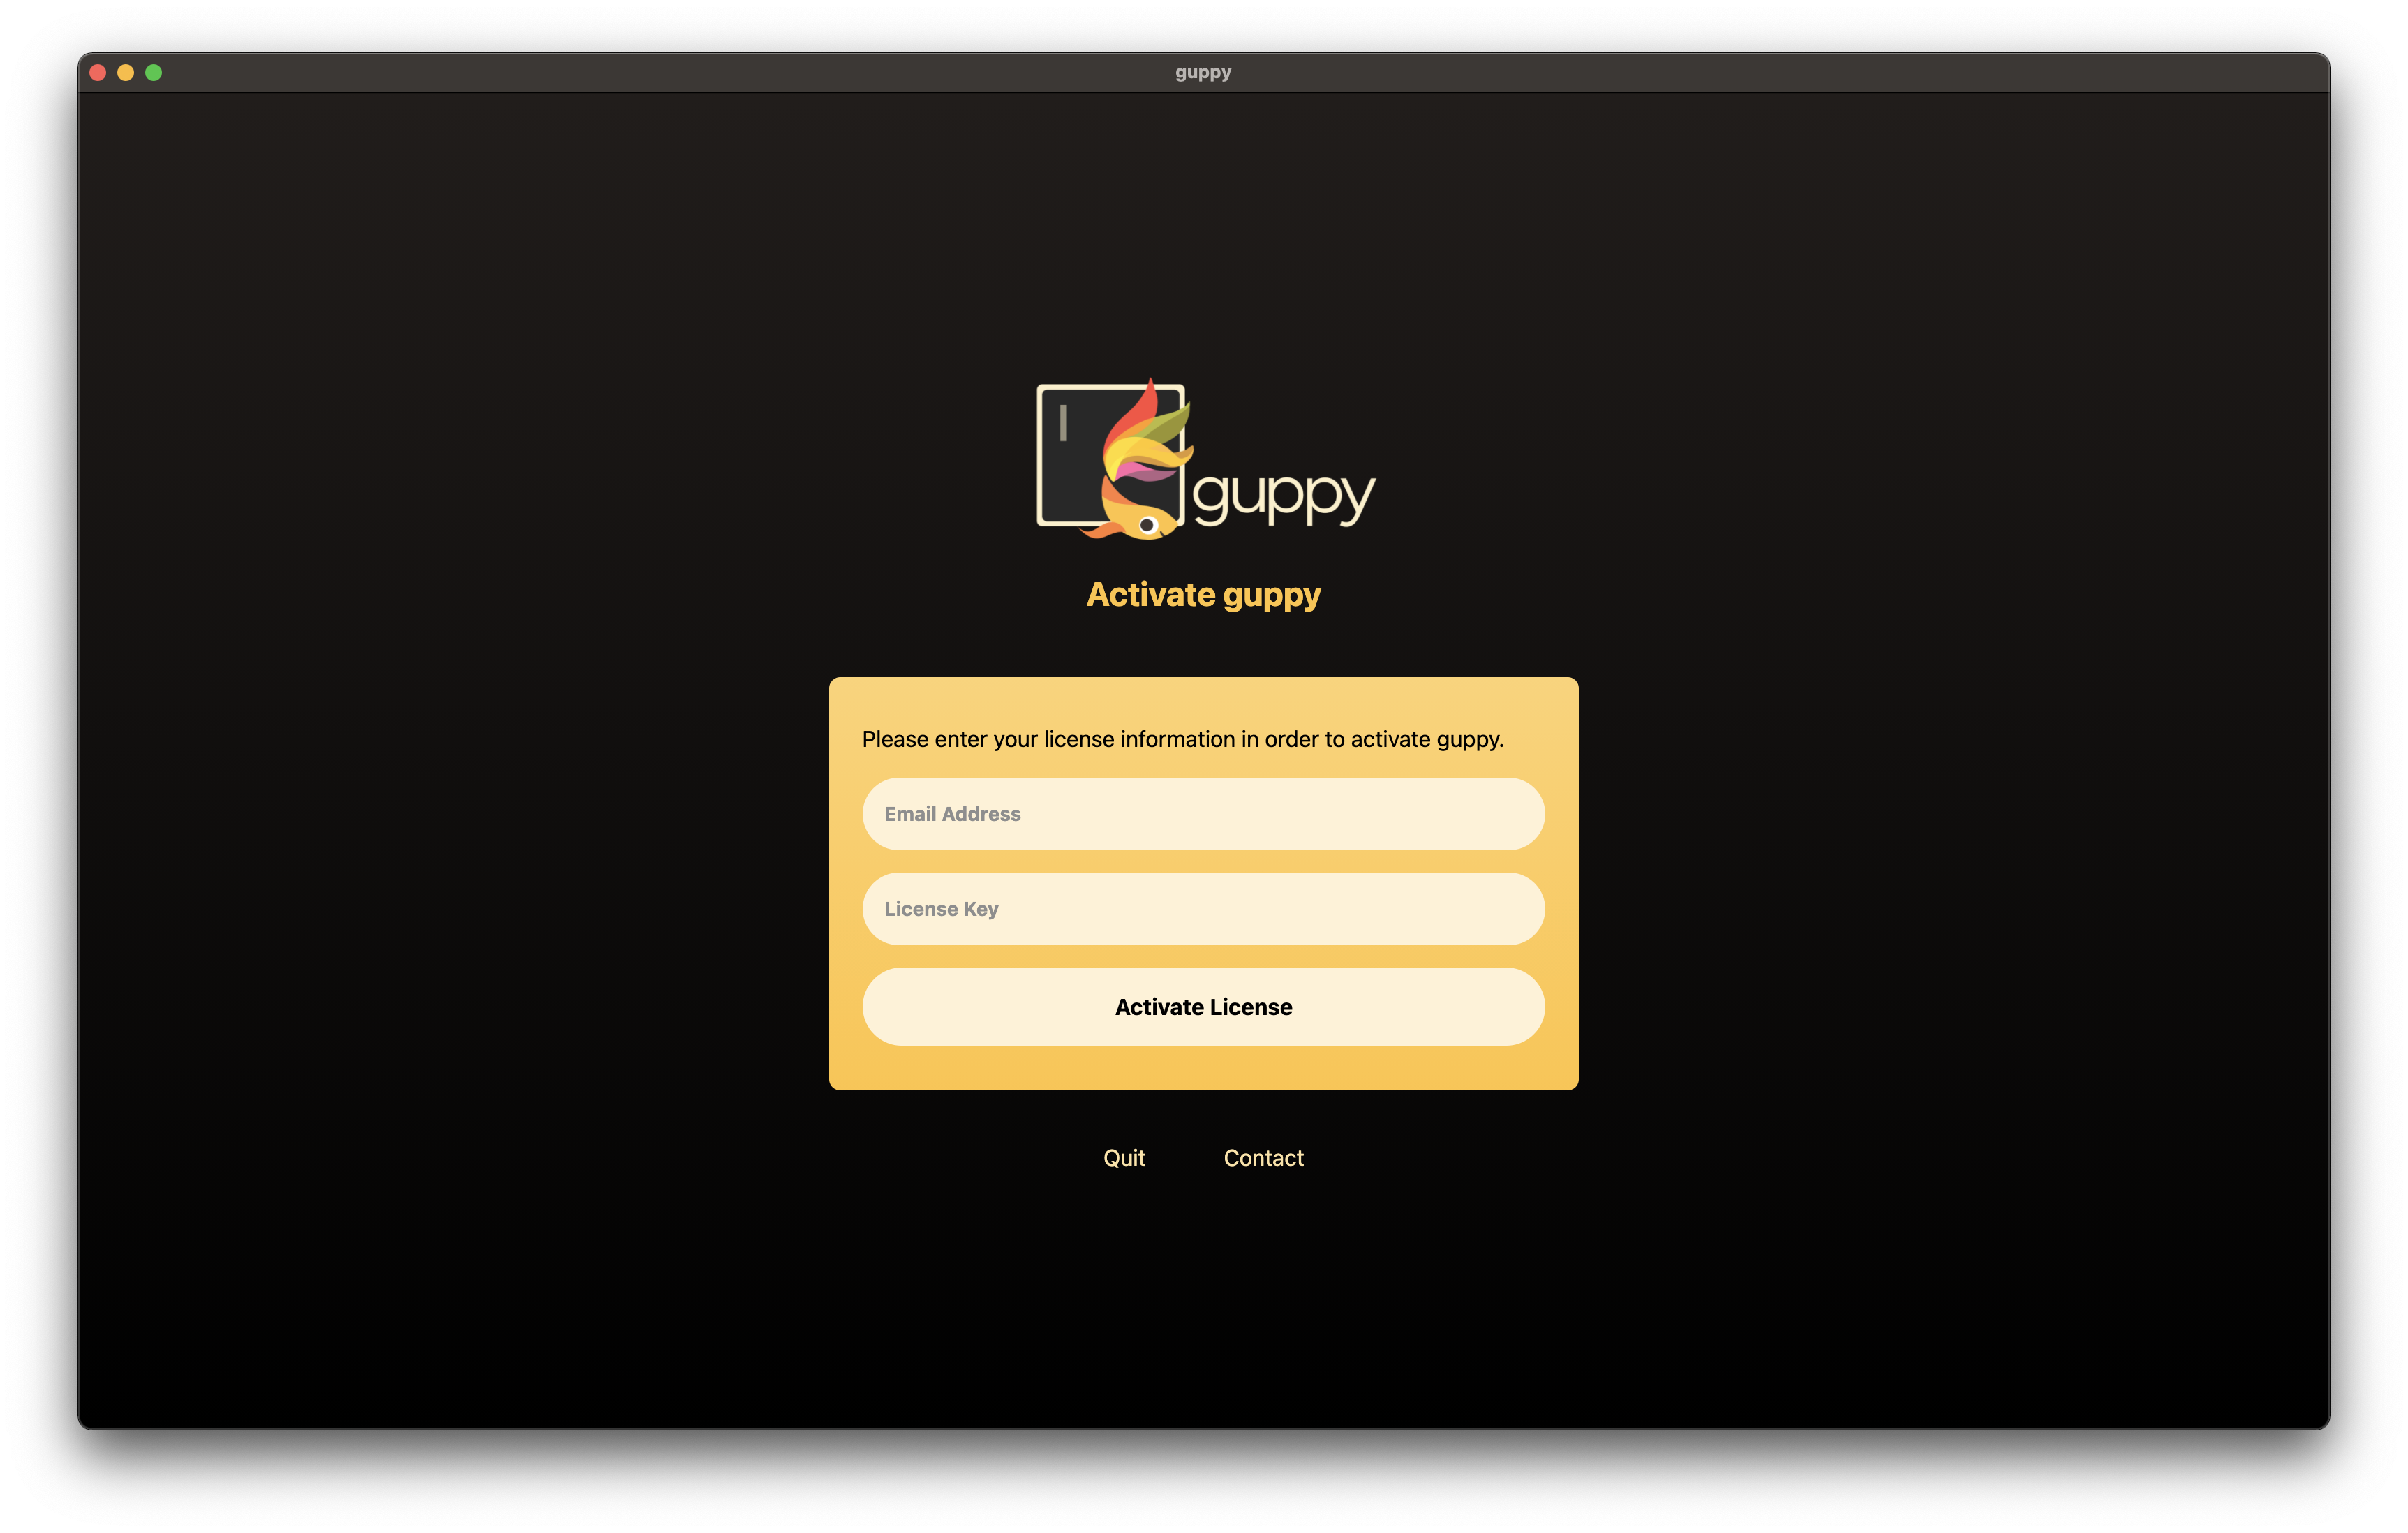 guppy
guppy
Activate guppy
Please enter your license information in order to activate guppy.
Email Address
License Key
Activate License
Quit Contact